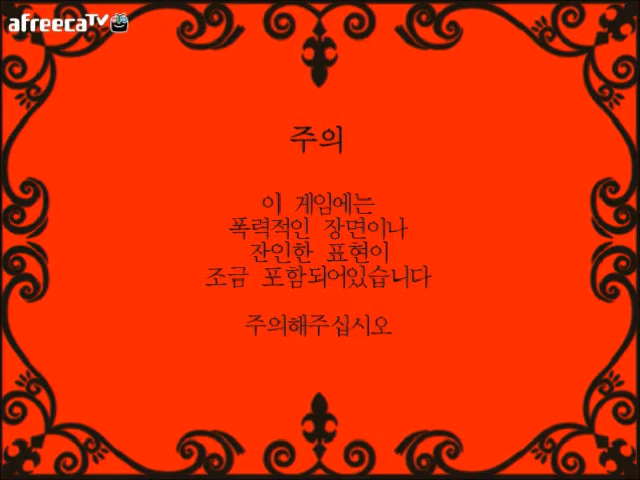 afreecaTV
주의
이 게임에는
폭력적인 장면이나
잔인한 표현이
조금 포함되어있습니다
주의해주십시오